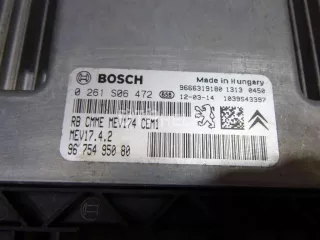 BOSCH
Made in Hungary
0 261 S06 472
9666319180 1313 0450
12-03-14 1039S43397
RB CMME MEV174 CEM1
MEV17.4.2
96 754 950 80